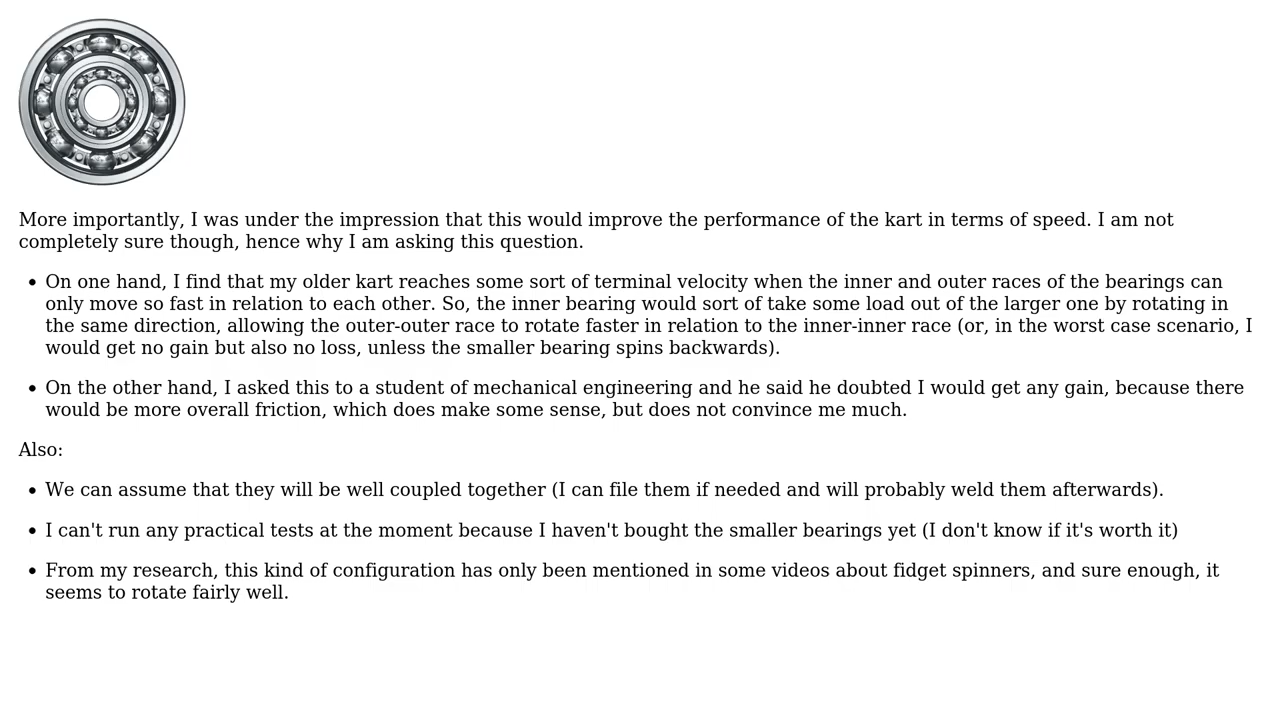 More importantly, I was under the impression that this would improve the performance of the kart in terms of speed. I am not
completely sure though, hence why I am asking this question.
• On one hand, I find that my older kart reaches some sort of terminal velocity when the inner and outer races of the bearings can
only move so fast in relation to each other. So, the inner bearing would sort of take some load out of the larger one by rotating in
the same direction, allowing the outer-outer race to rotate faster in relation to the inner-inner race (or, in the worst case scenario, I
would get no gain but also no loss, unless the smaller bearing spins backwards).
• On the other hand, I asked this to a student of mechanical engineering and he said he doubted I would get any gain, because there
would be more overall friction, which does make some sense, but does not convince me much.
Also:
• We can assume that they will be well coupled together (I can file them if needed and will probably weld them afterwards).
• I can't run any practical tests at the moment because I haven't bought the smaller bearings yet (I don't know if it's worth it)
• From my research, this kind of configuration has only been mentioned in some videos about fidget spinners, and sure enough, it
seems to rotate fairly well.